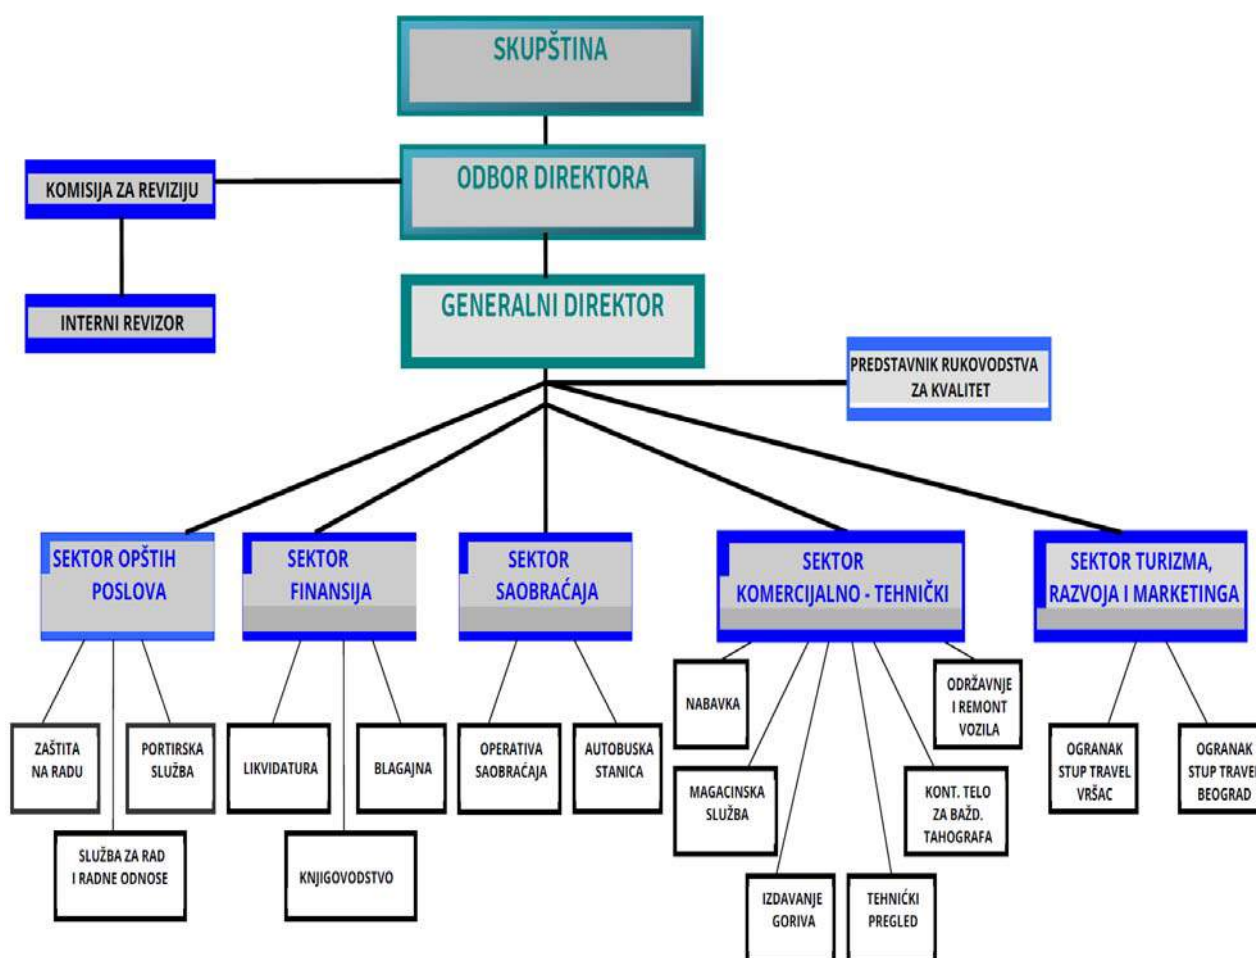 SKUPŠTINA
ODBOR DIREKTORA
KOMISIJA ZA REVIZIJU
GENERALNI DIREKTOR
INTERNI REVIZOR
PREDSTAVNIK RUKOVODSTVA
ZA KVALITET
SEKTOR OPŠTIH
POSLOVA
SEKTOR
FINANSIJA
SEKTOR
SAOBRAĆAJA
SEKTOR
KOMERCIJALNO - TEHNIČKI
SEKTOR TURIZMA,
RAZVOJA I MARKETINGA
ZAŠTITA
NA RADU
PORTIRSKA
SLUŽBA
SLUŽBA ZA RAD
I RADNE ODNOSE
LIKVIDATURA
BLAGAJNA
KNJIGOVODSTVO
OPERATIVA
SAOBRAĆAJA
AUTOBUSKA
STANICA
NABAVKA
ODRŽAVNJE
I REMONT
VOZILA
MAGACINSKA
SLUŽBA
KONT. TELO
ZA BAŽD.
TAHOGRAFA
IZDAVANJE
GORIVA
TEHNIĆKI
PREGLED
OGRANAK
STUP TRAVEL
VRŠAC
OGRANAK
STUP TRAVEL
BEOGRAD